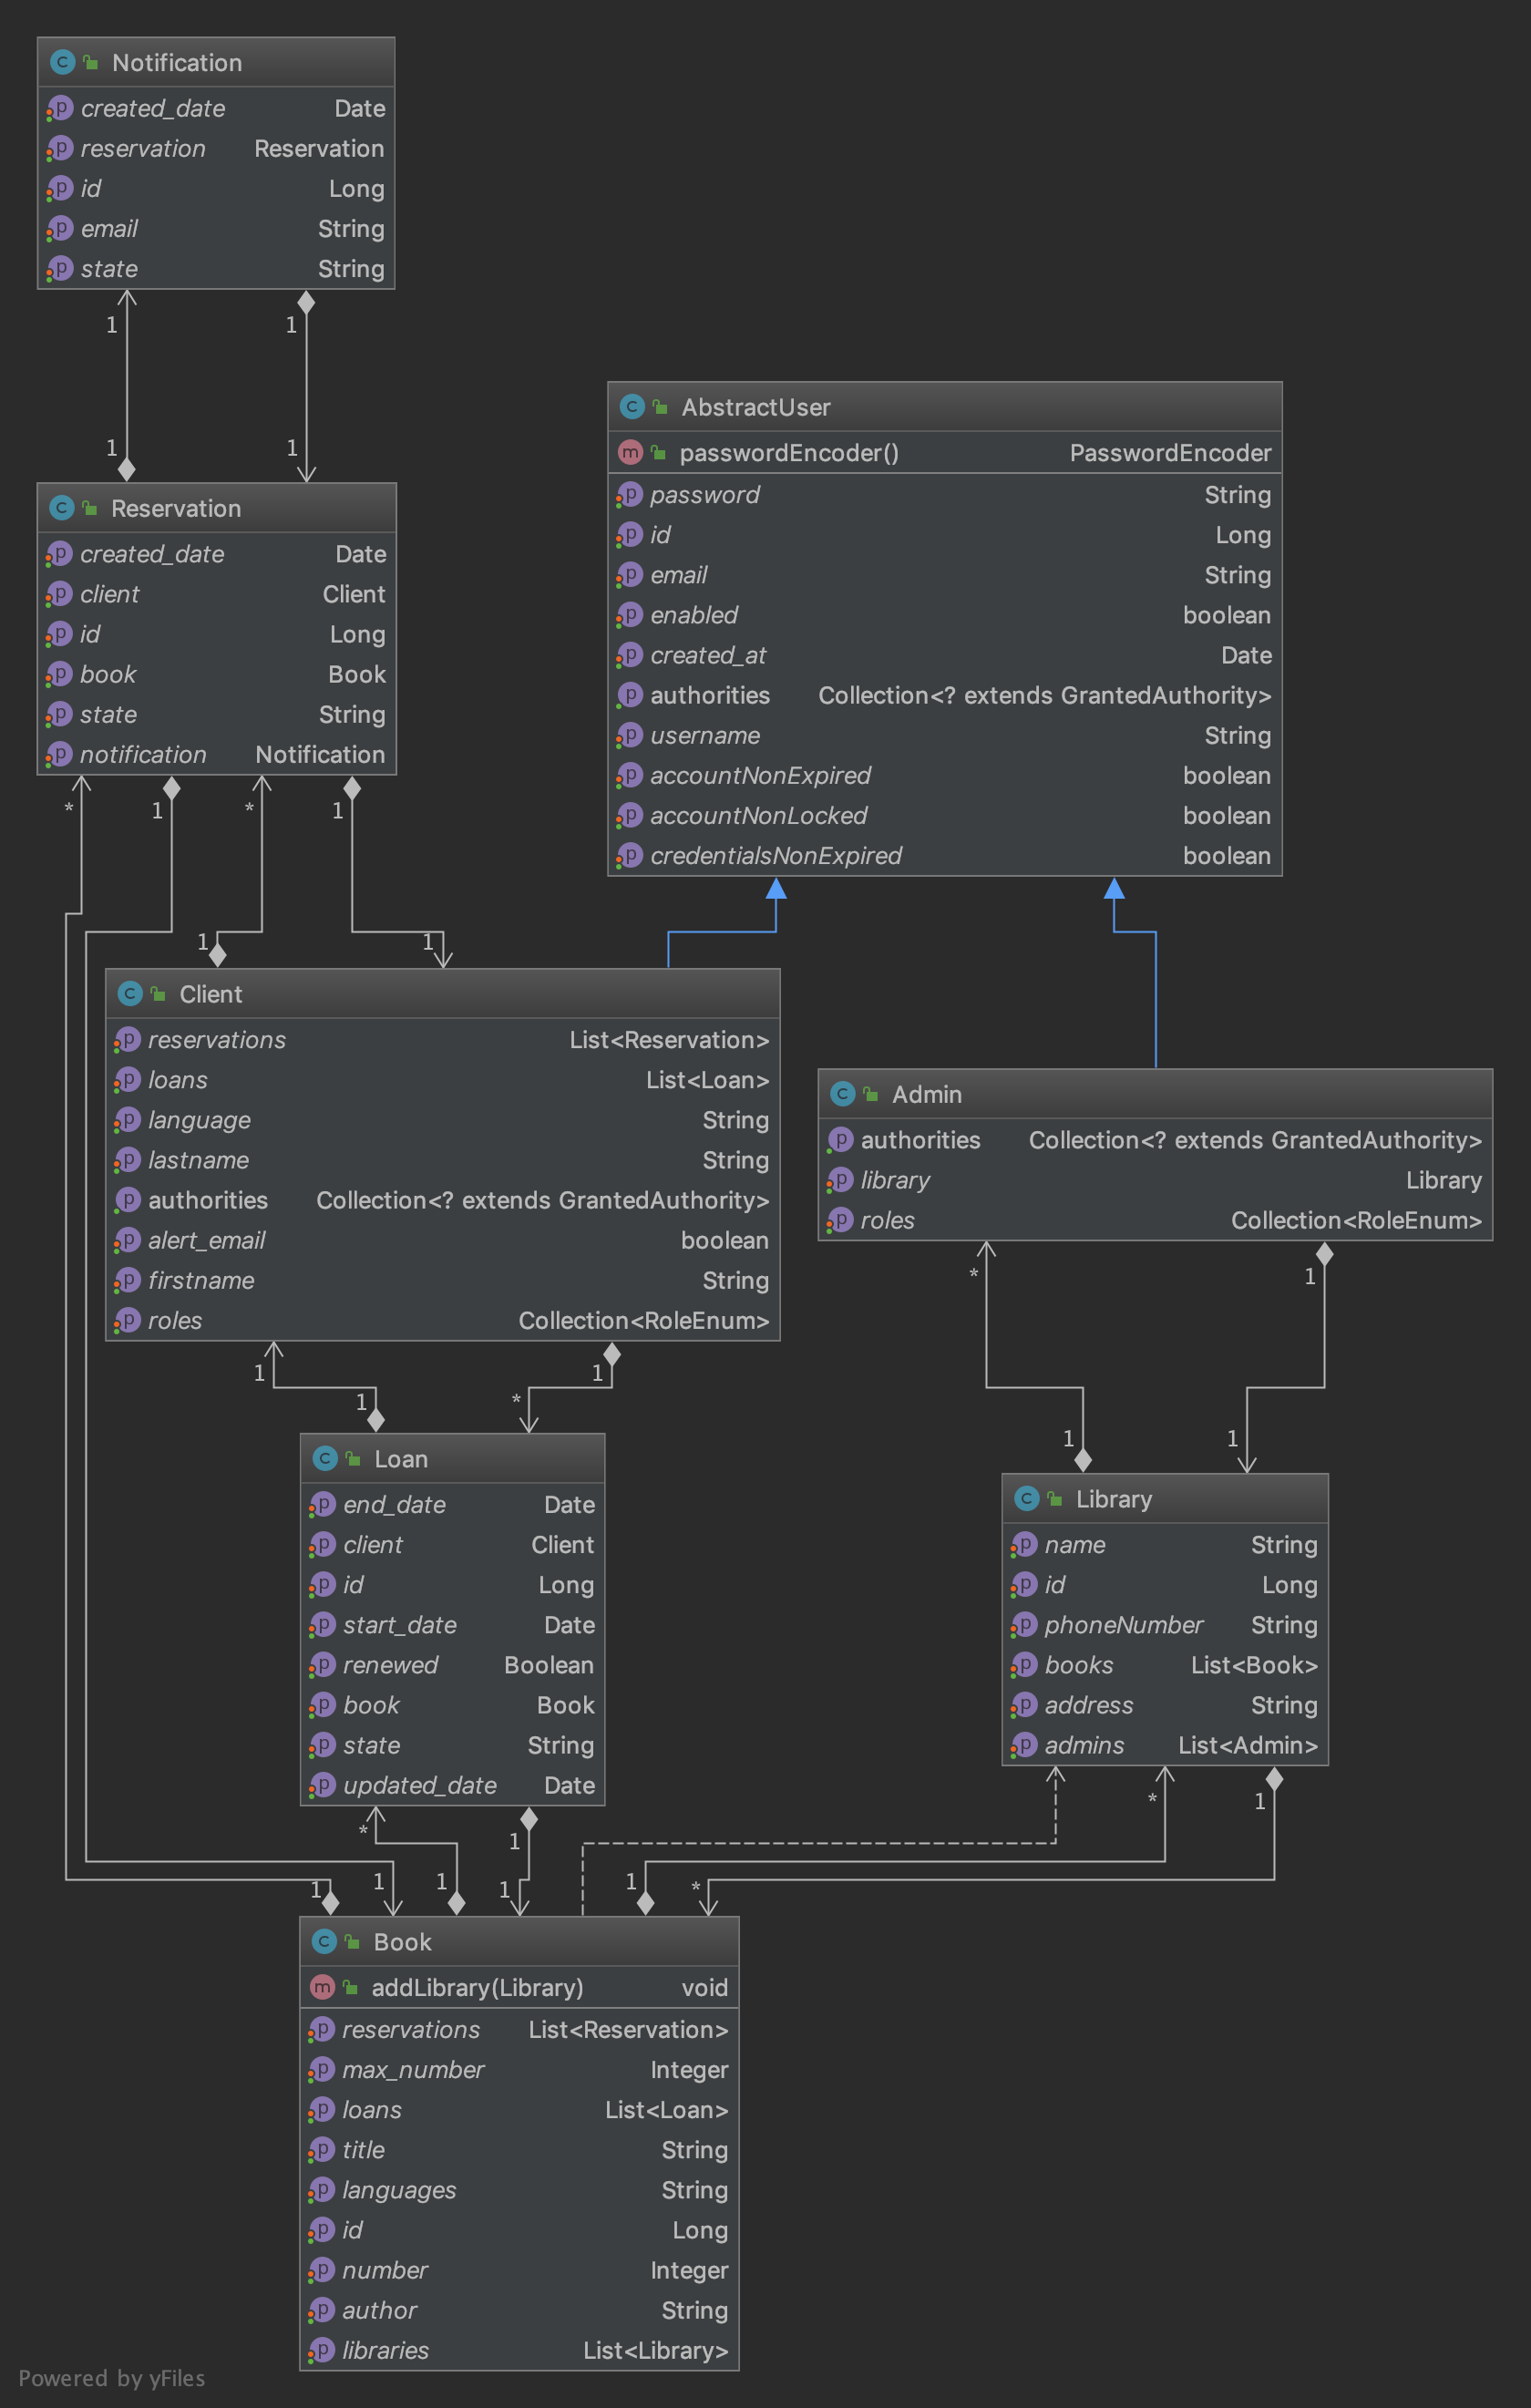 Notification
created_date Date
reservation Reservation
id Long
email String
state String
1 1
1 1
AbstractUser
passwordEncoder() PasswordEncoder
password String
id Long
email String
enabled boolean
created_at Date
authorities Collection<? extends GrantedAuthority>
username String
accountNonExpired boolean
accountNonLocked boolean
credentialsNonExpired boolean
Reservation
created_date Date
client Client
id Long
book Book
state String
notification Notification
* 1 * 1
1 1
Client
reservations List<Reservation>
loans List<Loan>
language String
lastname String
authorities Collection<? extends GrantedAuthority>
alert_email boolean
firstname String
roles Collection<RoleEnum>
Admin
authorities Collection<? extends GrantedAuthority>
library Library
roles Collection<RoleEnum>
* 1
1 1
1 *
1 1
Loan
end_date Date
client Client
id Long
start_date Date
renewed Boolean
book Book
state String
updated_date Date
Library
name String
id Long
phoneNumber String
books List<Book>
address String
admins List<Admin>
* 1 * 1
1 1 1 1 1 *
Book
addLibrary(Library) void
reservations List<Reservation>
max_number Integer
loans List<Loan>
title String
languages String
id Long
number Integer
author String
libraries List<Library>
Powered by yFiles